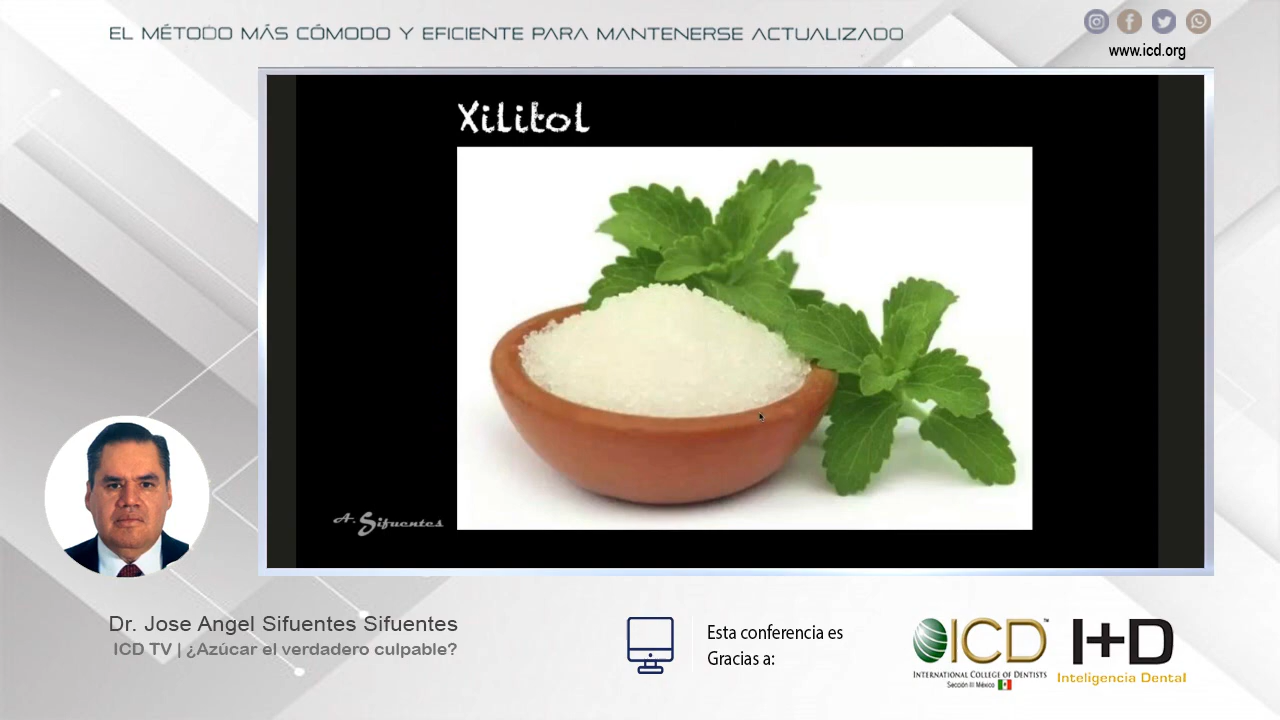 EL MÉTODO MÁS CÓMODO Y EFICIENTE PARA MANTENERSE ACTUALIZADO
www.icd.org
Xilitol
A. Sifuentes
Dr. Jose Angel Sifuentes Sifuentes
ICD TV | ¿Azúcar el verdadero culpable?
Esta conferencia es
Gracias a:
ICD™
INTERNATIONAL COLLEGE OF DENTISTS
Sección III México
I+D
Inteligencia Dental